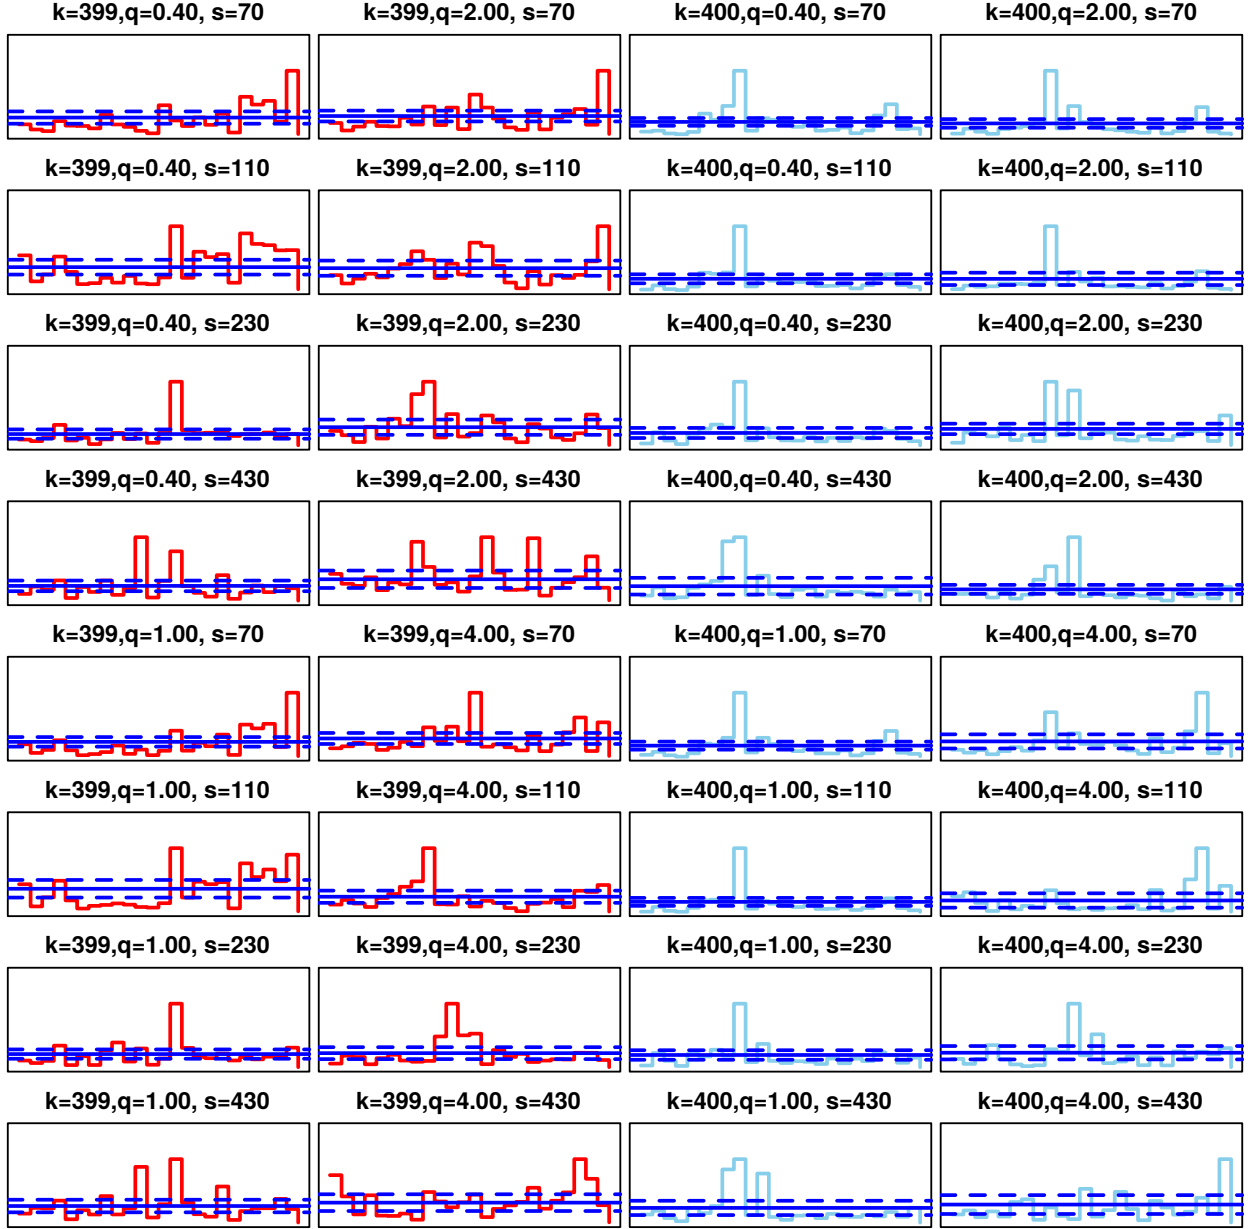 k=399,q=0.40, s=70 k=399,q=2.00, s=70 k=400,q=0.40, s=70 k=400,q=2.00, s=70
k=399,q=0.40, s=110 k=399,q=2.00, s=110 k=400,q=0.40, s=110 k=400,q=2.00, s=110
k=399,q=0.40, s=230 k=399,q=2.00, s=230 k=400,q=0.40, s=230 k=400,q=2.00, s=230
k=399,q=0.40, s=430 k=399,q=2.00, s=430 k=400,q=0.40, s=430 k=400,q=2.00, s=430
k=399,q=1.00, s=70 k=399,q=4.00, s=70 k=400,q=1.00, s=70 k=400,q=4.00, s=70
k=399,q=1.00, s=110 k=399,q=4.00, s=110 k=400,q=1.00, s=110 k=400,q=4.00, s=110
k=399,q=1.00, s=230 k=399,q=4.00, s=230 k=400,q=1.00, s=230 k=400,q=4.00, s=230
k=399,q=1.00, s=430 k=399,q=4.00, s=430 k=400,q=1.00, s=430 k=400,q=4.00, s=430